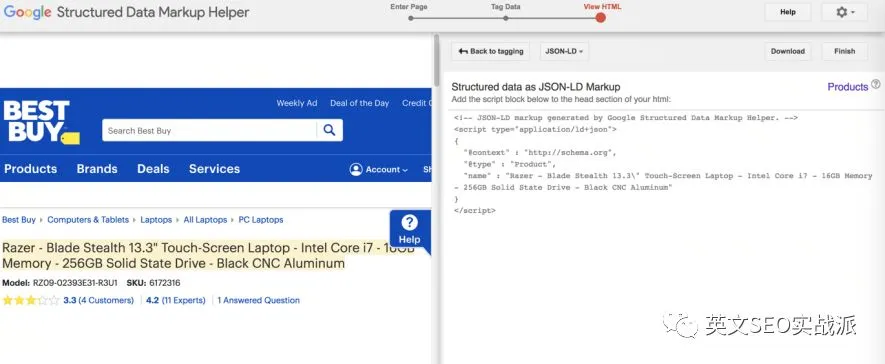 Google Structured Data Markup Helper
Enter Page
Tag Data
View HTML
Help
Back to tagging
JSON-LD
Download
Finish
BEST BUY
Weekly Ad
Deal of the Day
Credit C
Search Best Buy
Products
Brands
Deals
Services
Account
Sh
Best Buy
Computers & Tablets
Laptops
All Laptops
PC Laptops
?
Help
Razer - Blade Stealth 13.3" Touch-Screen Laptop - Intel Core i7 - 16GB
Memory - 256GB Solid State Drive - Black CNC Aluminum
Model: RZ09-02393E31-R3U1 SKU: 6172316
3.3 (4 Customers)
4.2 (11 Experts)
1 Answered Question
Structured data as JSON-LD Markup
Products ?
Add the script block below to the head section of your html:
<!-- JSON-LD markup generated by Google Structured Data Markup Helper. -->
<script type="application/ld+json">
{
"@context" : "http://schema.org",
"@type" : "Product",
"name" : "Razer - Blade Stealth 13.3\" Touch-Screen Laptop - Intel Core i7 - 16GB Memory
- 256GB Solid State Drive - Black CNC Aluminum"
}
</script>
英文SEO实战派